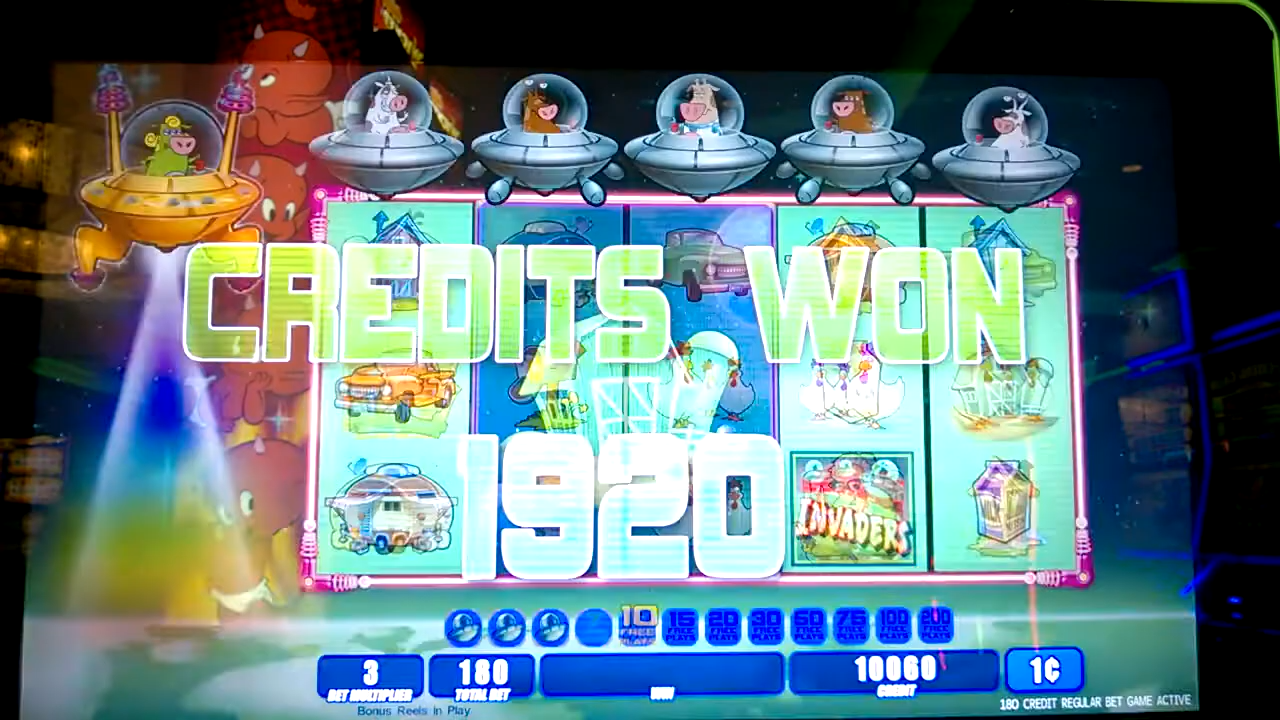 CREDITS WON
1920
INVADERS
MILK
10 FREE PLAYS
15 FREE PLAYS
20 FREE PLAYS
30 FREE PLAYS
50 FREE PLAYS
75 FREE PLAYS
100 FREE PLAYS
200 FREE PLAYS
3
BET MULTIPLIER
180
TOTAL BET
WIN
10060
CREDIT
1¢
Bonus Reels In Play
180 CREDIT REGULAR BET GAME ACTIVE